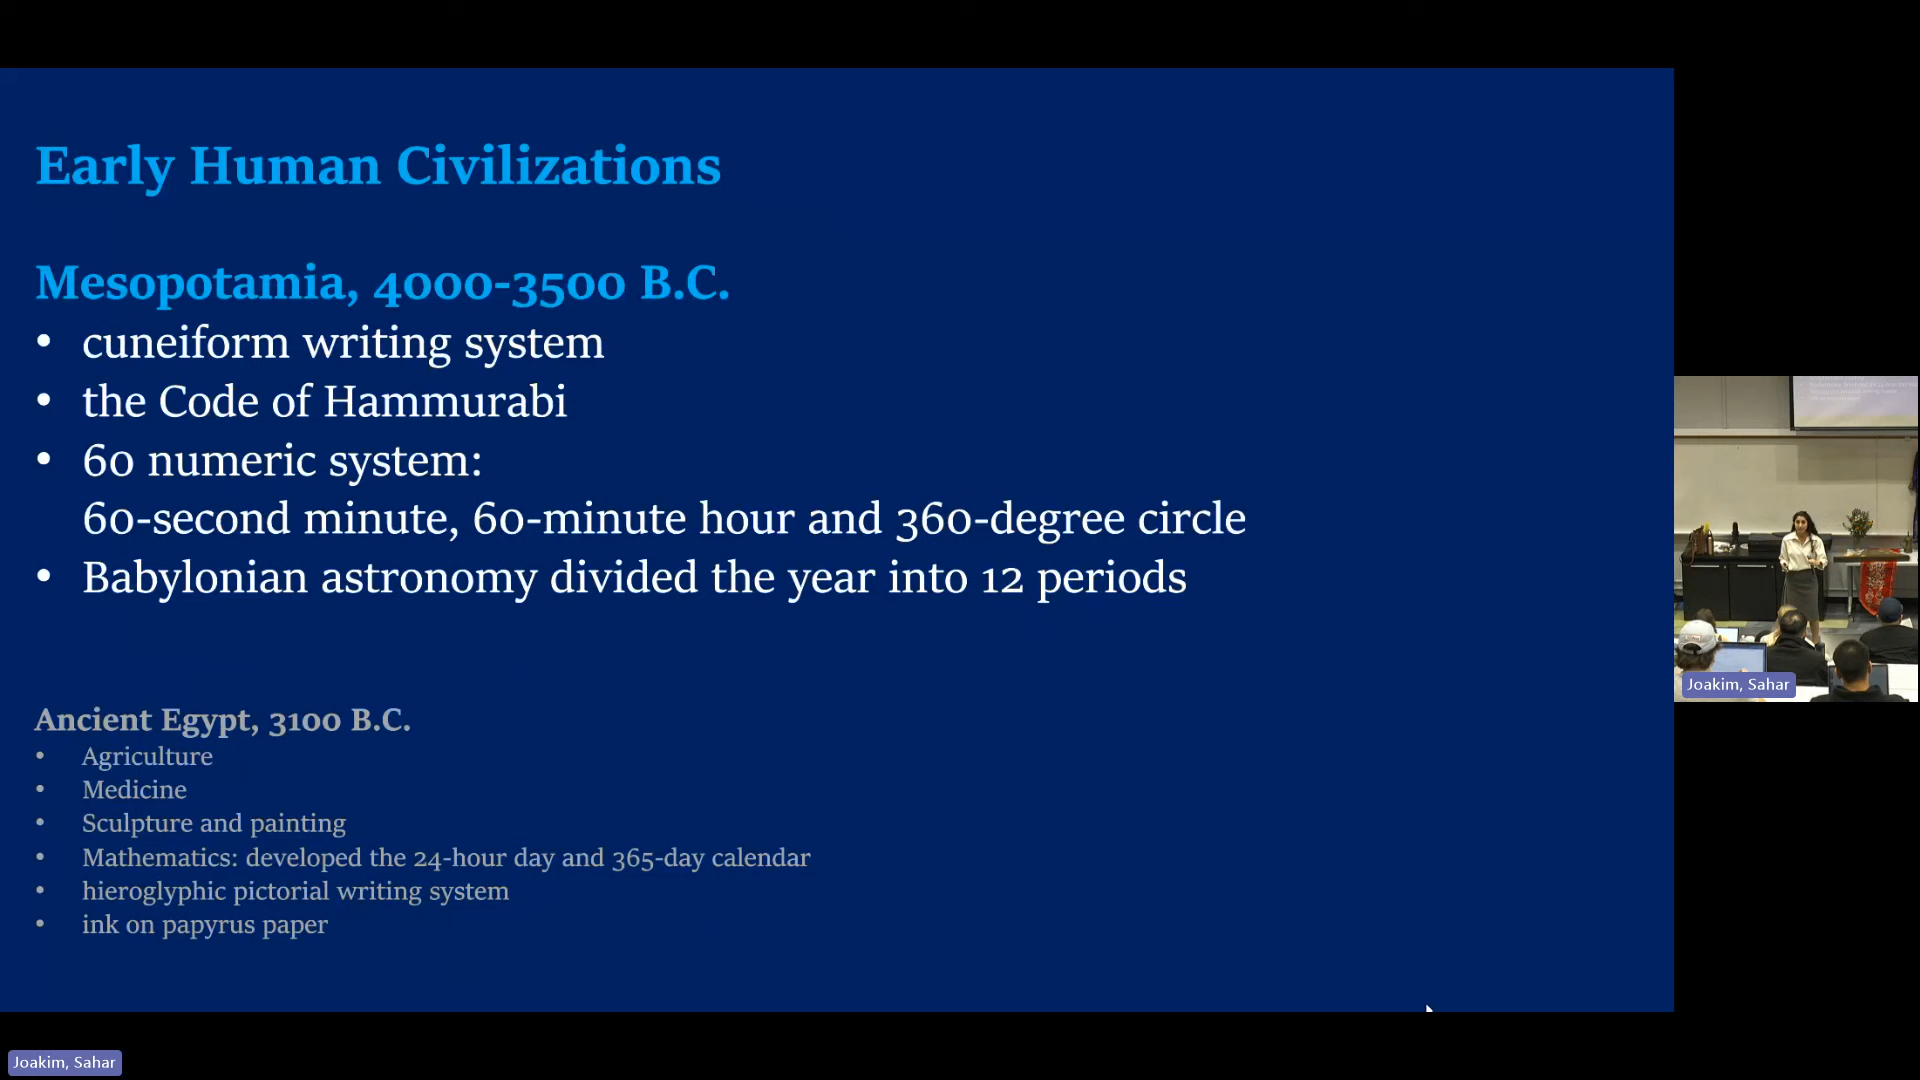 Early Human Civilizations
Mesopotamia, 4000-3500 B.C.
• cuneiform writing system
• the Code of Hammurabi
• 60 numeric system:
60-second minute, 60-minute hour and 360-degree circle
• Babylonian astronomy divided the year into 12 periods
Ancient Egypt, 3100 B.C.
• Agriculture
• Medicine
• Sculpture and painting
• Mathematics: developed the 24-hour day and 365-day calendar
• hieroglyphic pictorial writing system
• ink on papyrus paper
Joakim, Sahar
Joakim, Sahar